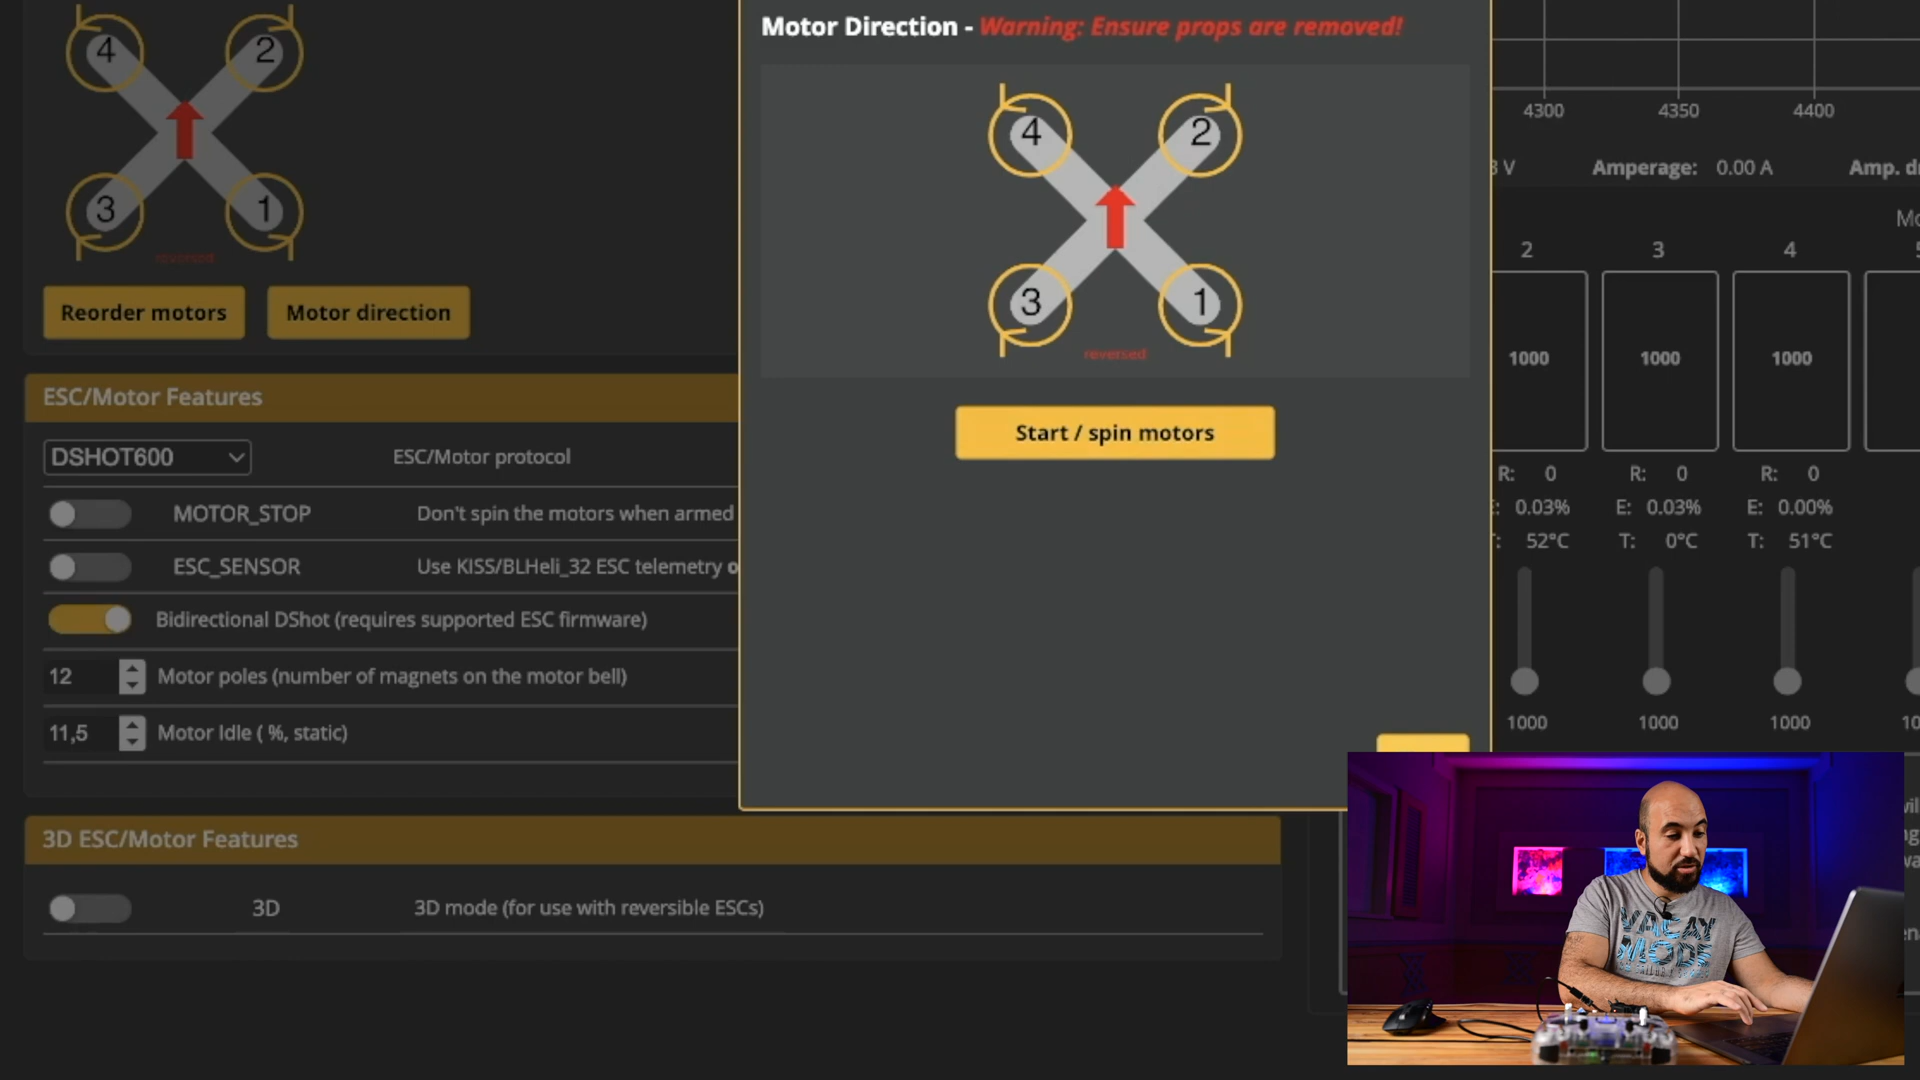 4 2
3 1
reversed
Reorder motors
Motor direction
ESC/Motor Features
DSHOT600
ESC/Motor protocol
MOTOR_STOP
Don't spin the motors when armed
ESC_SENSOR
Use KISS/BLHeli_32 ESC telemetry o
Bidirectional DShot (requires supported ESC firmware)
12
Motor poles (number of magnets on the motor bell)
11,5
Motor Idle ( %, static)
3D ESC/Motor Features
3D
3D mode (for use with reversible ESCs)
Motor Direction - Warning: Ensure props are removed!
4 2
3 1
reversed
Start / spin motors
4300 4350 4400
V Amperage: 0.00 A Amp.
2 3 4
1000 1000 1000
R: 0 R: 0 R: 0
0.03% E: 0.03% E: 0.00%
52°C T: 0°C T: 51°C
1000 1000 1000
VACAY
MODE